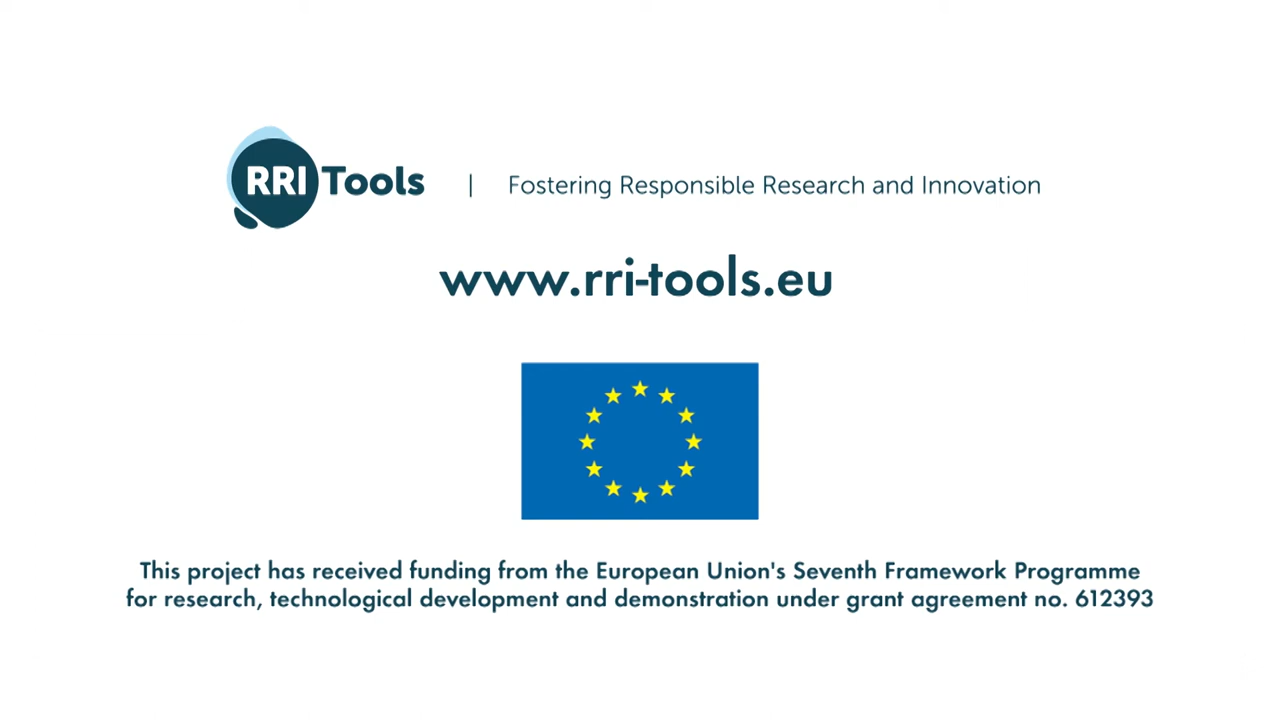 RRI Tools | Fostering Responsible Research and Innovation
www.rri-tools.eu
This project has received funding from the European Union's Seventh Framework Programme
for research, technological development and demonstration under grant agreement no. 612393